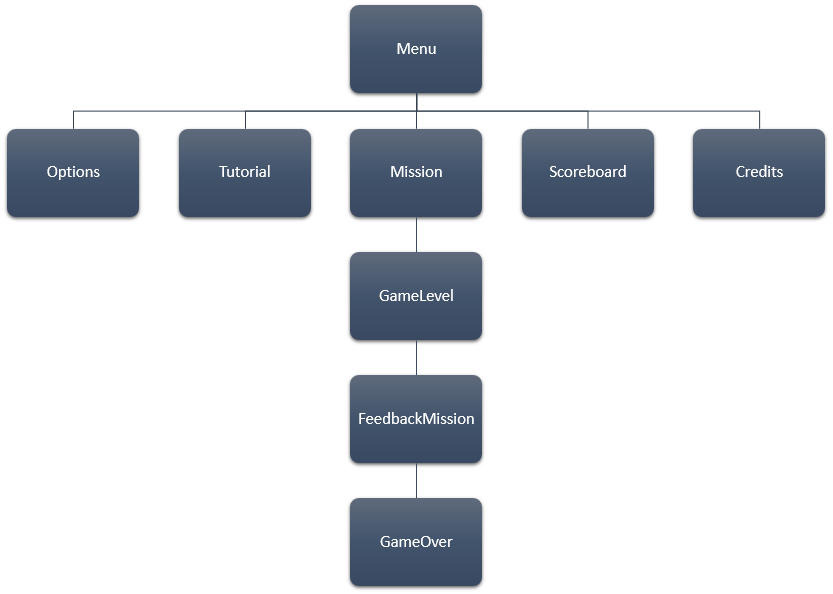 Menu
Options
Tutorial
Mission
Scoreboard
Credits
GameLevel
FeedbackMission
GameOver